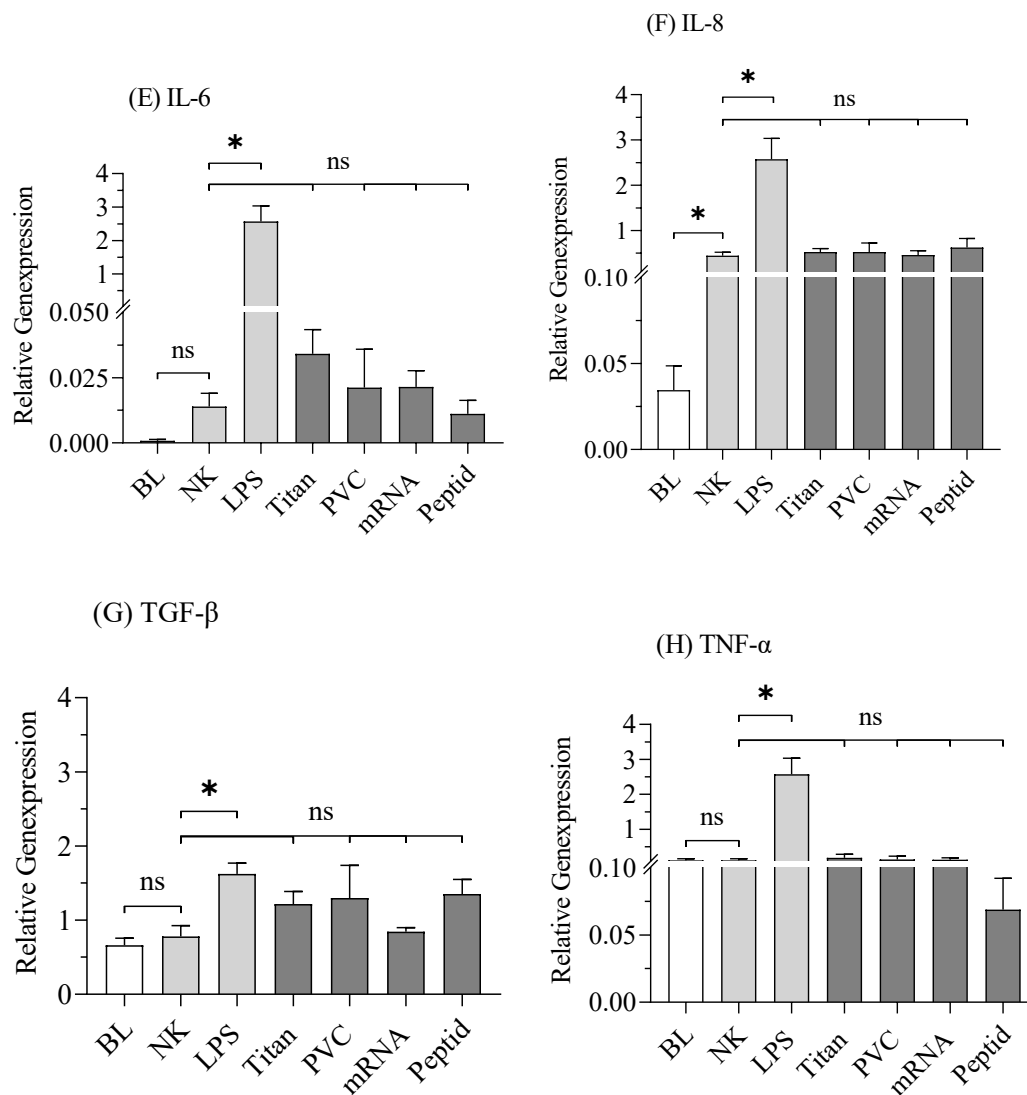 (E) IL-6
Relative Genexpression
4
3
2
1
0.050
0.025
0.000
ns
*
ns
BL
NK
LPS
Titan
PVC
mRNA
Peptid
(F) IL-8
Relative Genexpression
4
3
2
1
0.10
0.05
0.00
*
*
ns
BL
NK
LPS
Titan
PVC
mRNA
Peptid
(G) TGF-β
Relative Genexpression
4
3
2
1
0
ns
*
ns
BL
NK
LPS
Titan
PVC
mRNA
Peptid
(H) TNF-α
Relative Genexpression
4
3
2
1
0.10
0.05
0.00
ns
*
ns
BL
NK
LPS
Titan
PVC
mRNA
Peptid